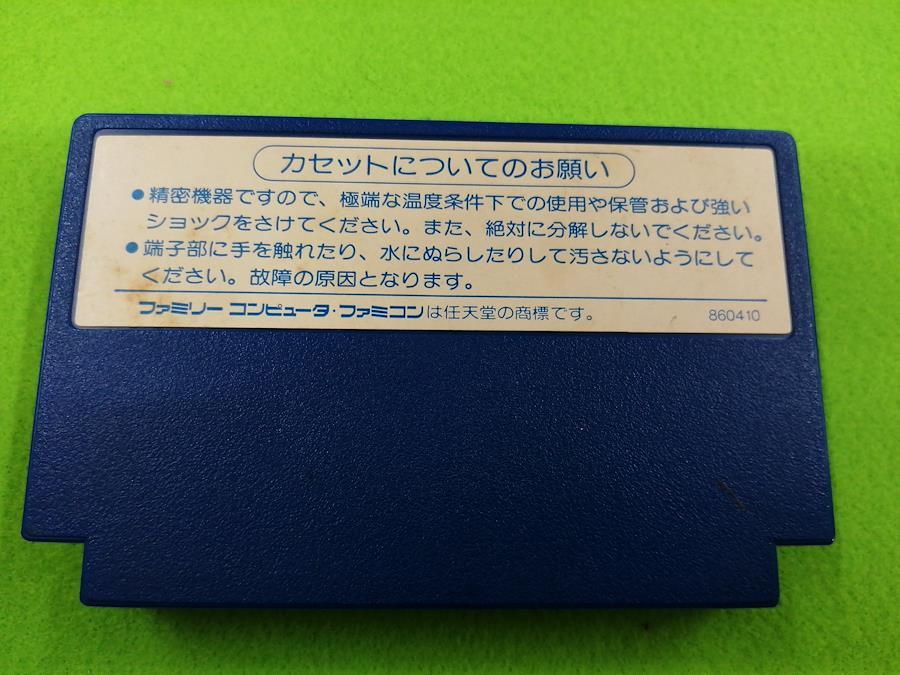 カセットについてのお願い
●精密機器ですので、極端な温度条件下での使用や保管および強い
ショックをさけてください。また、絶対に分解しないでください。
●端子部に手を触れたり、水にぬらしたりして汚さないようにして
ください。故障の原因となります。
ファミリー コンピュータ・ファミコンは任天堂の商標です。 860410